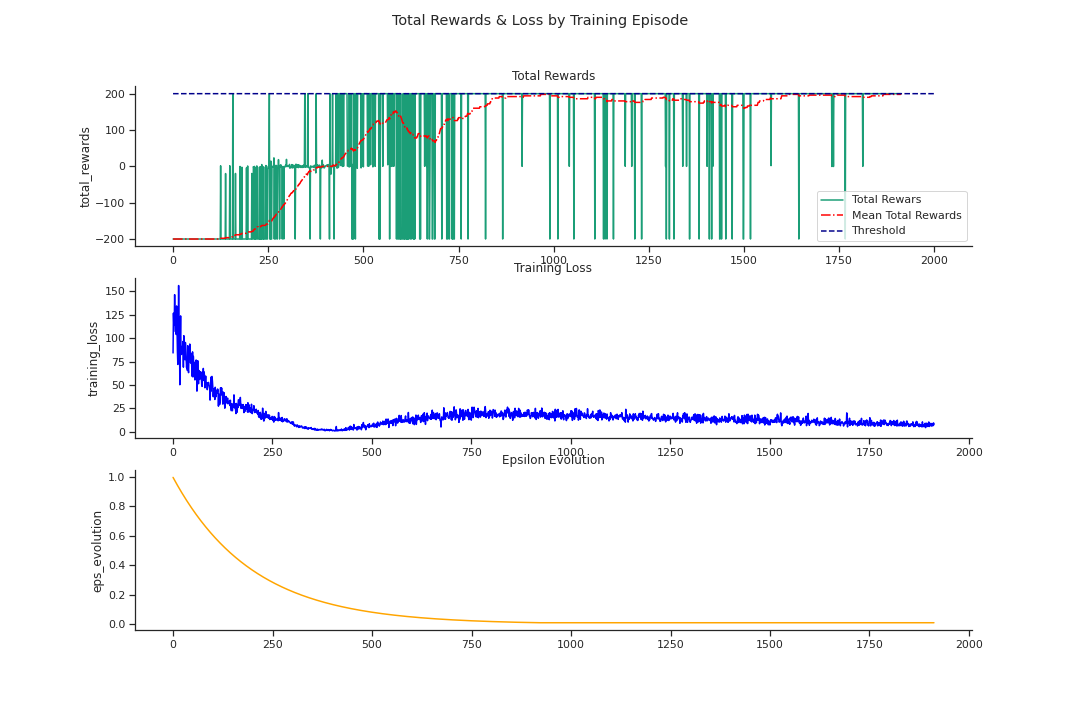 Total Rewards & Loss by Training Episode
Total Rewards
total_rewards
200
100
0
−100
−200
Total Rewars
Mean Total Rewards
Threshold
0 250 500 750 1000 1250 1500 1750 2000
Training Loss
training_loss
150
125
100
75
50
25
0
0 250 500 750 1000 1250 1500 1750 2000
Epsilon Evolution
eps_evolution
1.0
0.8
0.6
0.4
0.2
0.0
0 250 500 750 1000 1250 1500 1750 2000